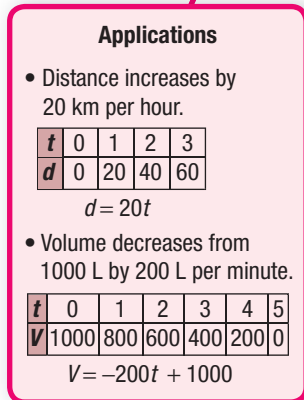 Applications
• Distance increases by
20 km per hour.
t 0 1 2 3
d 0 20 40 60
d = 20t
• Volume decreases from
1000 L by 200 L per minute.
t 0 1 2 3 4 5
V 1000 800 600 400 200 0
V = −200t + 1000